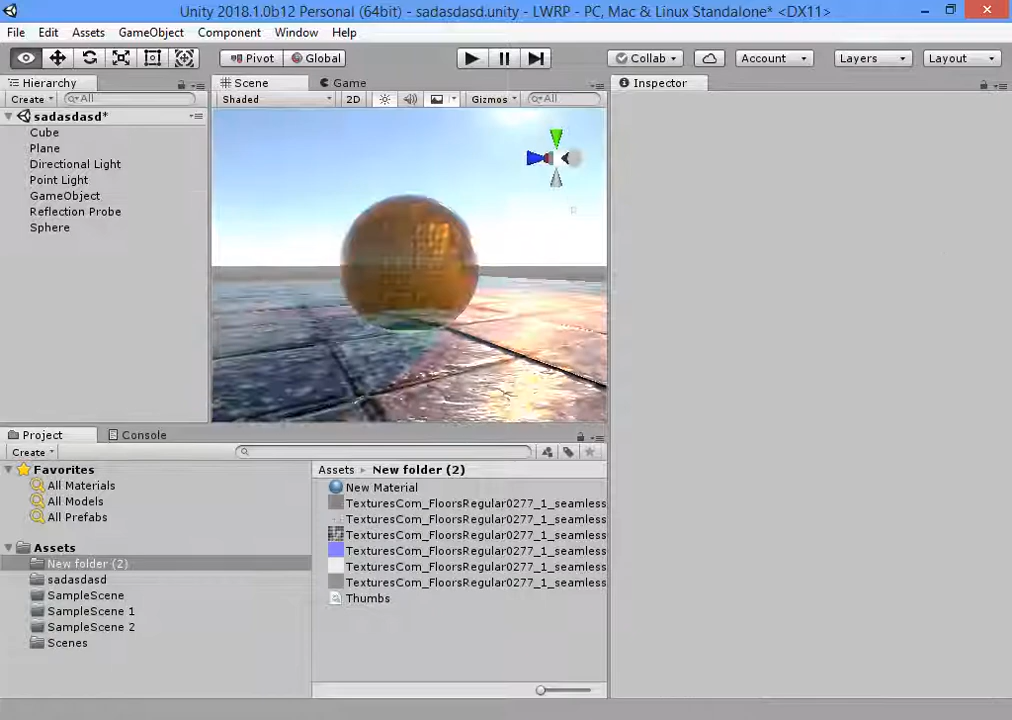 Unity 2018.1.0b12 Personal (64bit) - sadasdasd.unity - LWRP - PC, Mac & Linux Standalone* <DX11>
File Edit Assets GameObject Component Window Help
Pivot Global Collab Account Layers Layout
Hierarchy Scene Game Inspector
Create All Shaded 2D Gizmos All
sadasdasd*
Cube
Plane
Directional Light
Point Light
GameObject
Reflection Probe
Sphere
Project Console
Create
Favorites
All Materials
All Models
All Prefabs
Assets
New folder (2)
sadasdasd
SampleScene
SampleScene 1
SampleScene 2
Scenes
Assets New folder (2)
New Material
TexturesCom_FloorsRegular0277_1_seamless
TexturesCom_FloorsRegular0277_1_seamless
TexturesCom_FloorsRegular0277_1_seamless
TexturesCom_FloorsRegular0277_1_seamless
TexturesCom_FloorsRegular0277_1_seamless
TexturesCom_FloorsRegular0277_1_seamless
Thumbs